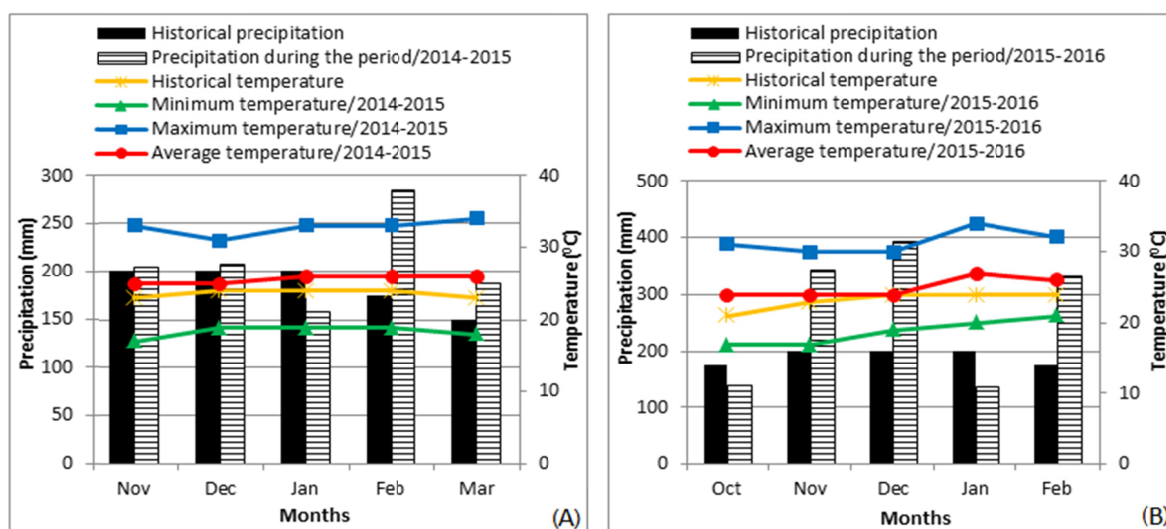 Historical precipitation
Precipitation during the period/2014-2015
Historical temperature
Minimum temperature/2014-2015
Maximum temperature/2014-2015
Average temperature/2014-2015
300
250
200
150
100
50
0
Precipitation (mm)
40
30
20
10
0
Temperature (⁰C)
Nov Dec Jan Feb Mar
Months
(A)
Historical precipitation
Precipitation during the period/2015-2016
Historical temperature
Minimum temperature/2015-2016
Maximum temperature/2015-2016
Average temperature/2015-2016
500
400
300
200
100
0
Precipitation (mm)
40
30
20
10
0
Temperature (⁰C)
Oct Nov Dec Jan Feb
Months
(B)